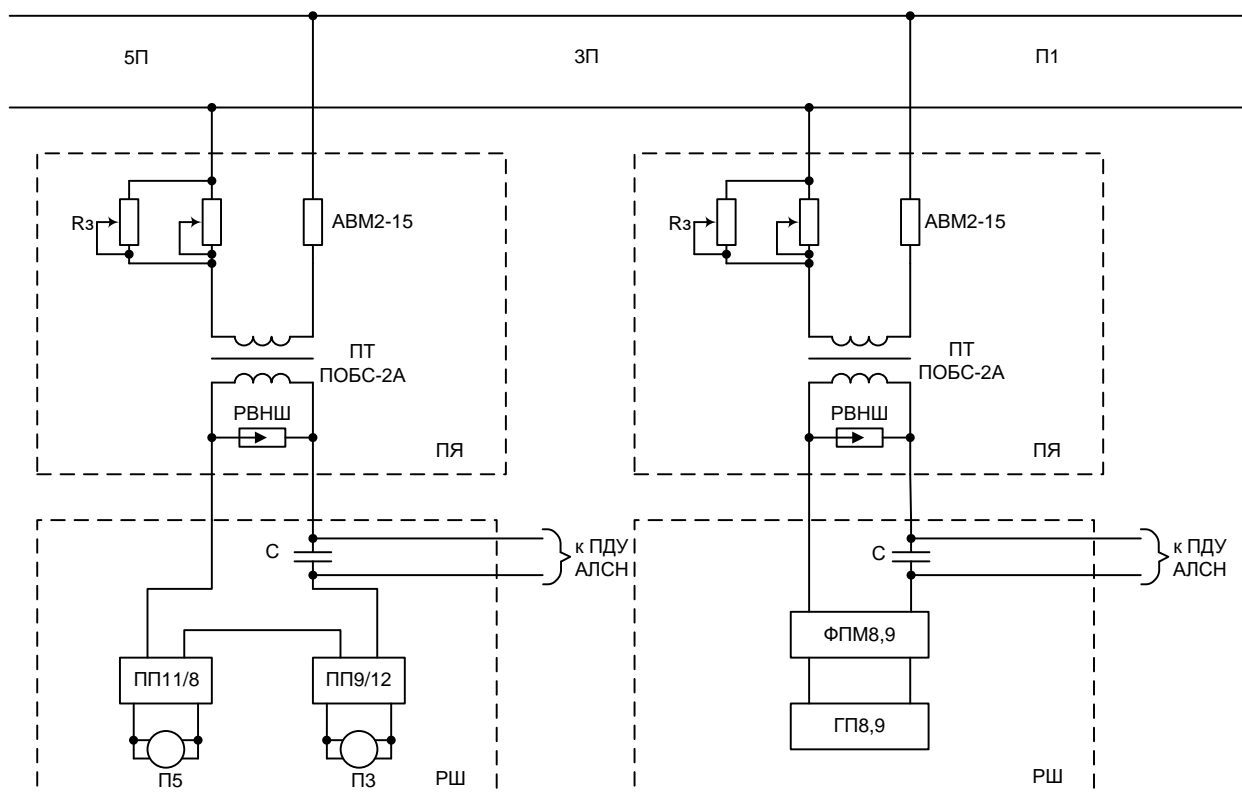 5П
3П
П1
Rз
АВМ2-15
Rз
АВМ2-15
ПТ
ПОБС-2А
ПТ
ПОБС-2А
РВНШ
РВНШ
ПЯ
ПЯ
С
к ПДУ
АЛСН
С
к ПДУ
АЛСН
ФПМ8,9
ПП11/8
ПП9/12
ГП8,9
П5
П3
РШ
РШ